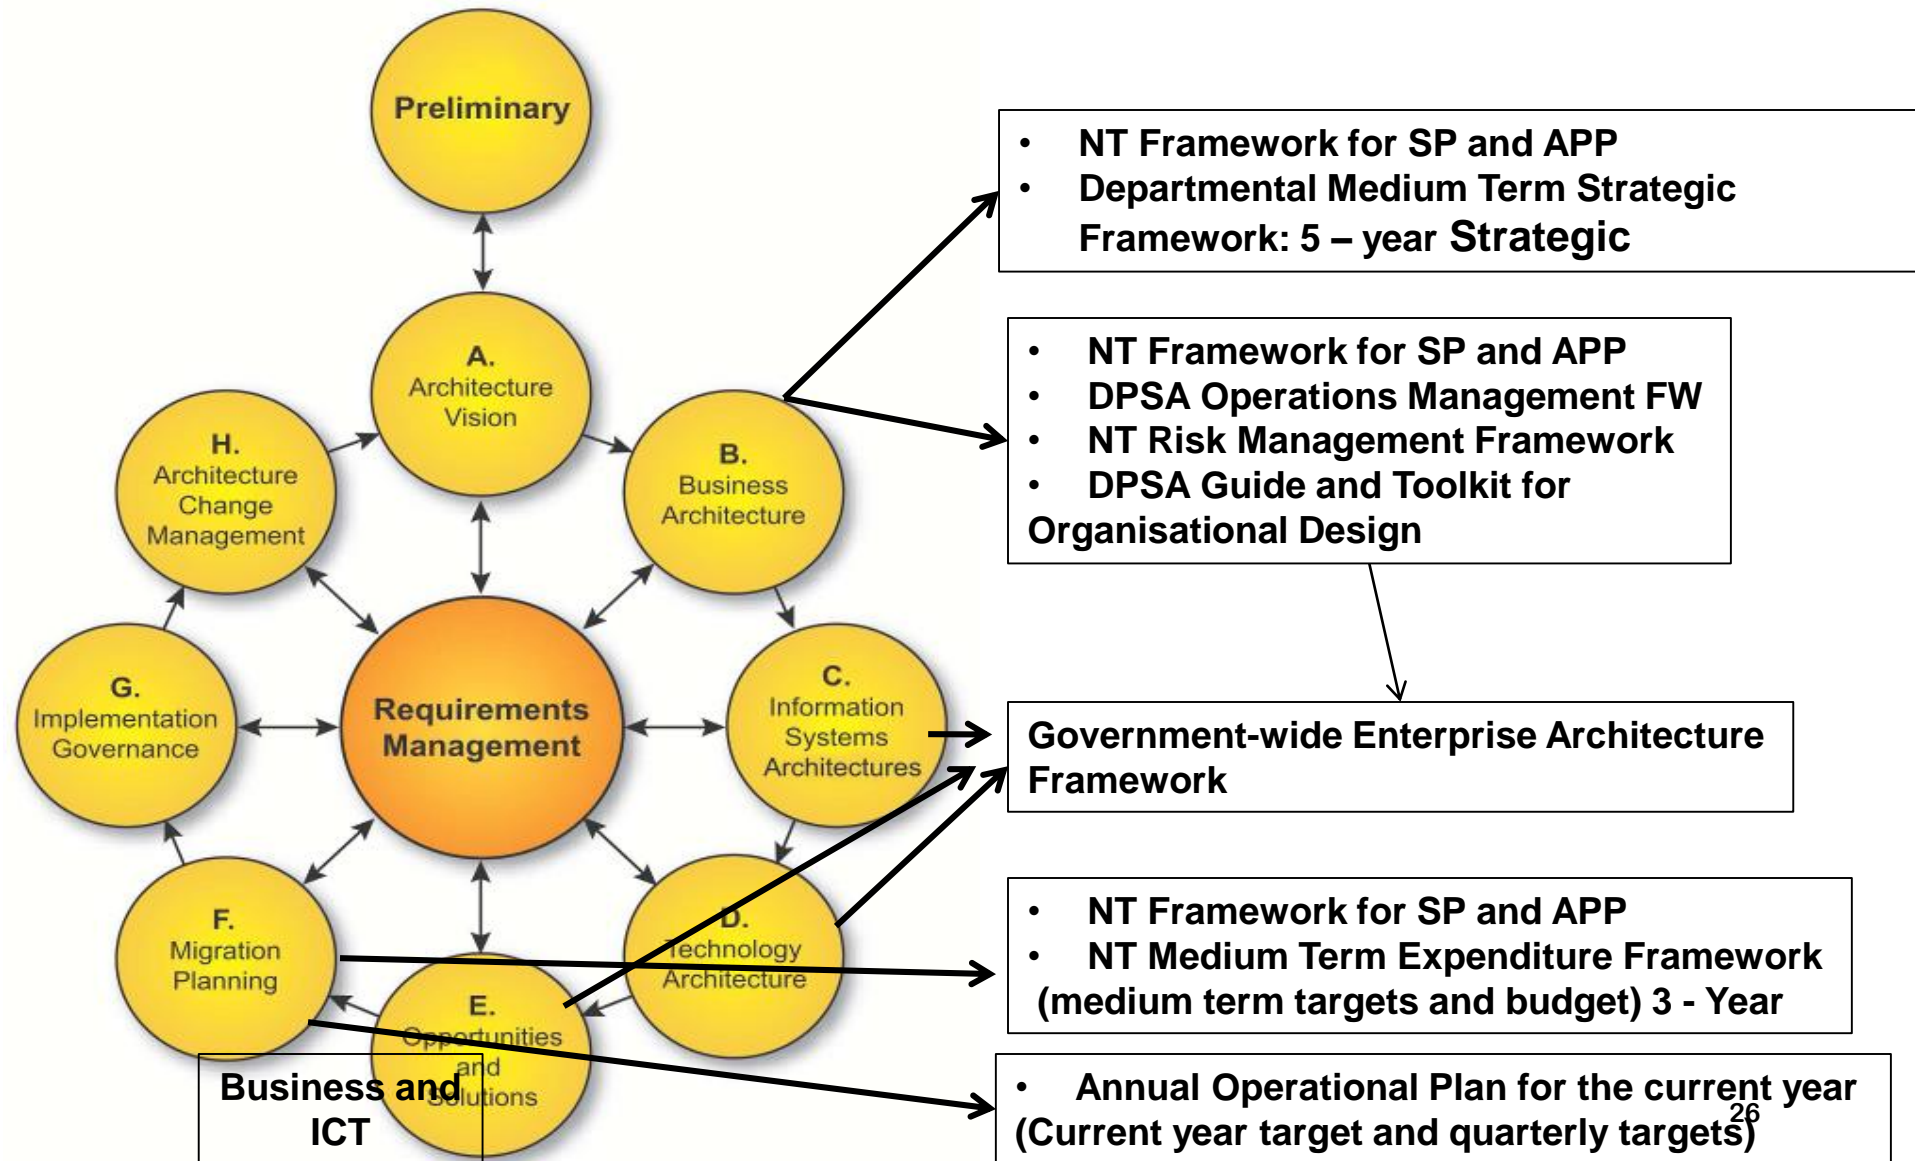 Preliminary
A.
Architecture
Vision
B.
Business
Architecture
C.
Information
Systems
Architectures
D.
Technology
Architecture
E.
Opportunities
and
Solutions
F.
Migration
Planning
G.
Implementation
Governance
H.
Architecture
Change
Management
Requirements
Management
Business and
ICT
• NT Framework for SP and APP
• Departmental Medium Term Strategic
Framework: 5 – year Strategic
• NT Framework for SP and APP
• DPSA Operations Management FW
• NT Risk Management Framework
• DPSA Guide and Toolkit for
Organisational Design
Government-wide Enterprise Architecture
Framework
• NT Framework for SP and APP
• NT Medium Term Expenditure Framework
(medium term targets and budget) 3 - Year
• Annual Operational Plan for the current year
(Current year target and quarterly targets)
26